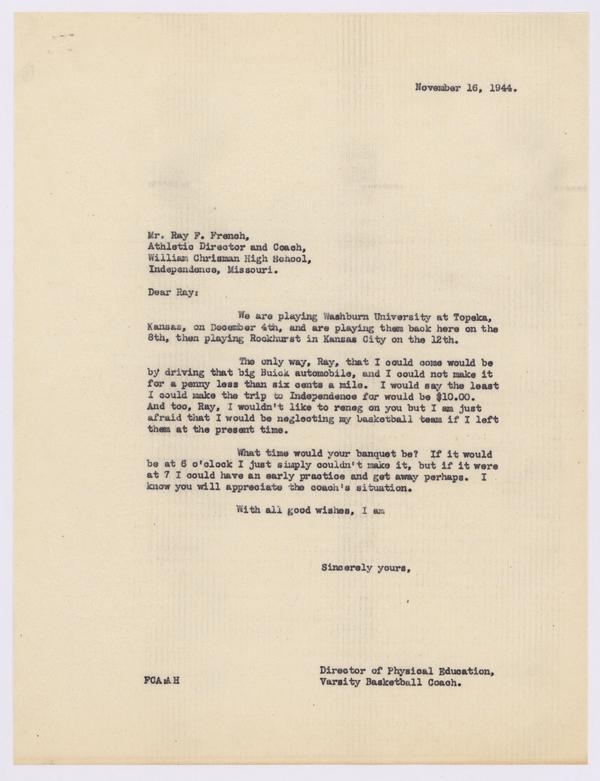 November 16, 1944.
Mr. Ray F. French,
Athletic Director and Coach,
William Chrisman High School,
Independence, Missouri.
Dear Ray:
We are playing Washburn University at Topeka,
Kansas, on December 4th, and are playing them back here on the
8th, then playing Rockhurst in Kansas City on the 12th.
The only way, Ray, that I could come would be
by driving that big Buick automobile, and I could not make it
for a penny less than six cents a mile.  I would say the least
I could make the trip to Independence for would be $10.00.
And too, Ray, I wouldn't like to reneg on you but I am just
afraid that I would be neglecting my basketball team if I left
them at the present time.
What time would your banquet be?  If it would
be at 6 o'clock I just simply couldn't make it, but if it were
at 7 I could have an early practice and get away perhaps.  I
know you will appreciate the coach's situation.
With all good wishes, I am
Sincerely yours,
Director of Physical Education,
FCA:AH Varsity Basketball Coach.